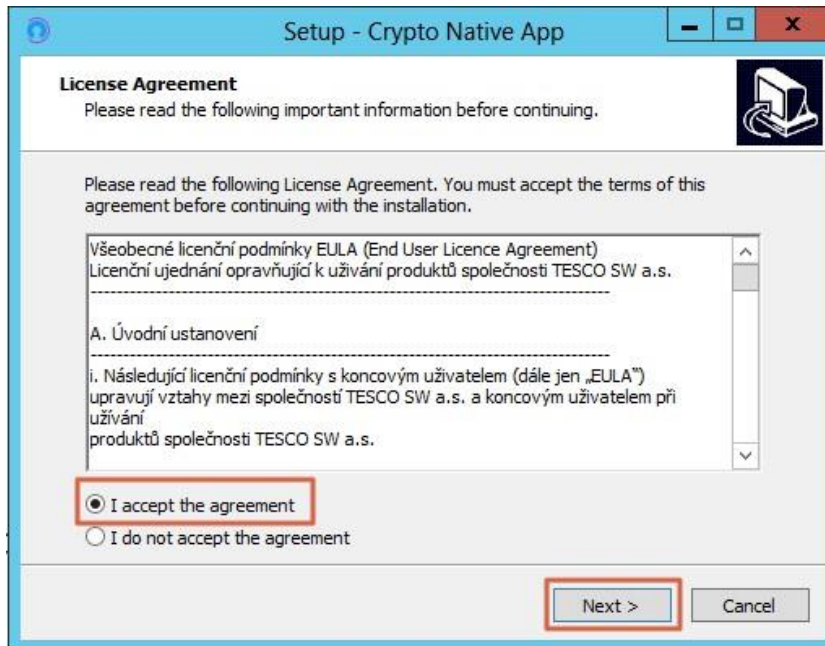 Setup - Crypto Native App
License Agreement
Please read the following important information before continuing.
Please read the following License Agreement. You must accept the terms of this
agreement before continuing with the installation.
Všeobecné licenční podmínky EULA (End User Licence Agreement)
Licenční ujednání opravňující k užívání produktů společnosti TESCO SW a.s.
--------------------------------------------------------------------------
A. Úvodní ustanovení
--------------------------------------------------------------------------
i. Následující licenční podmínky s koncovým uživatelem (dále jen „EULA“)
upravují vztahy mezi společností TESCO SW a.s. a koncovým uživatelem při
užívání
produktů společnosti TESCO SW a.s.
I accept the agreement
I do not accept the agreement
Next >
Cancel